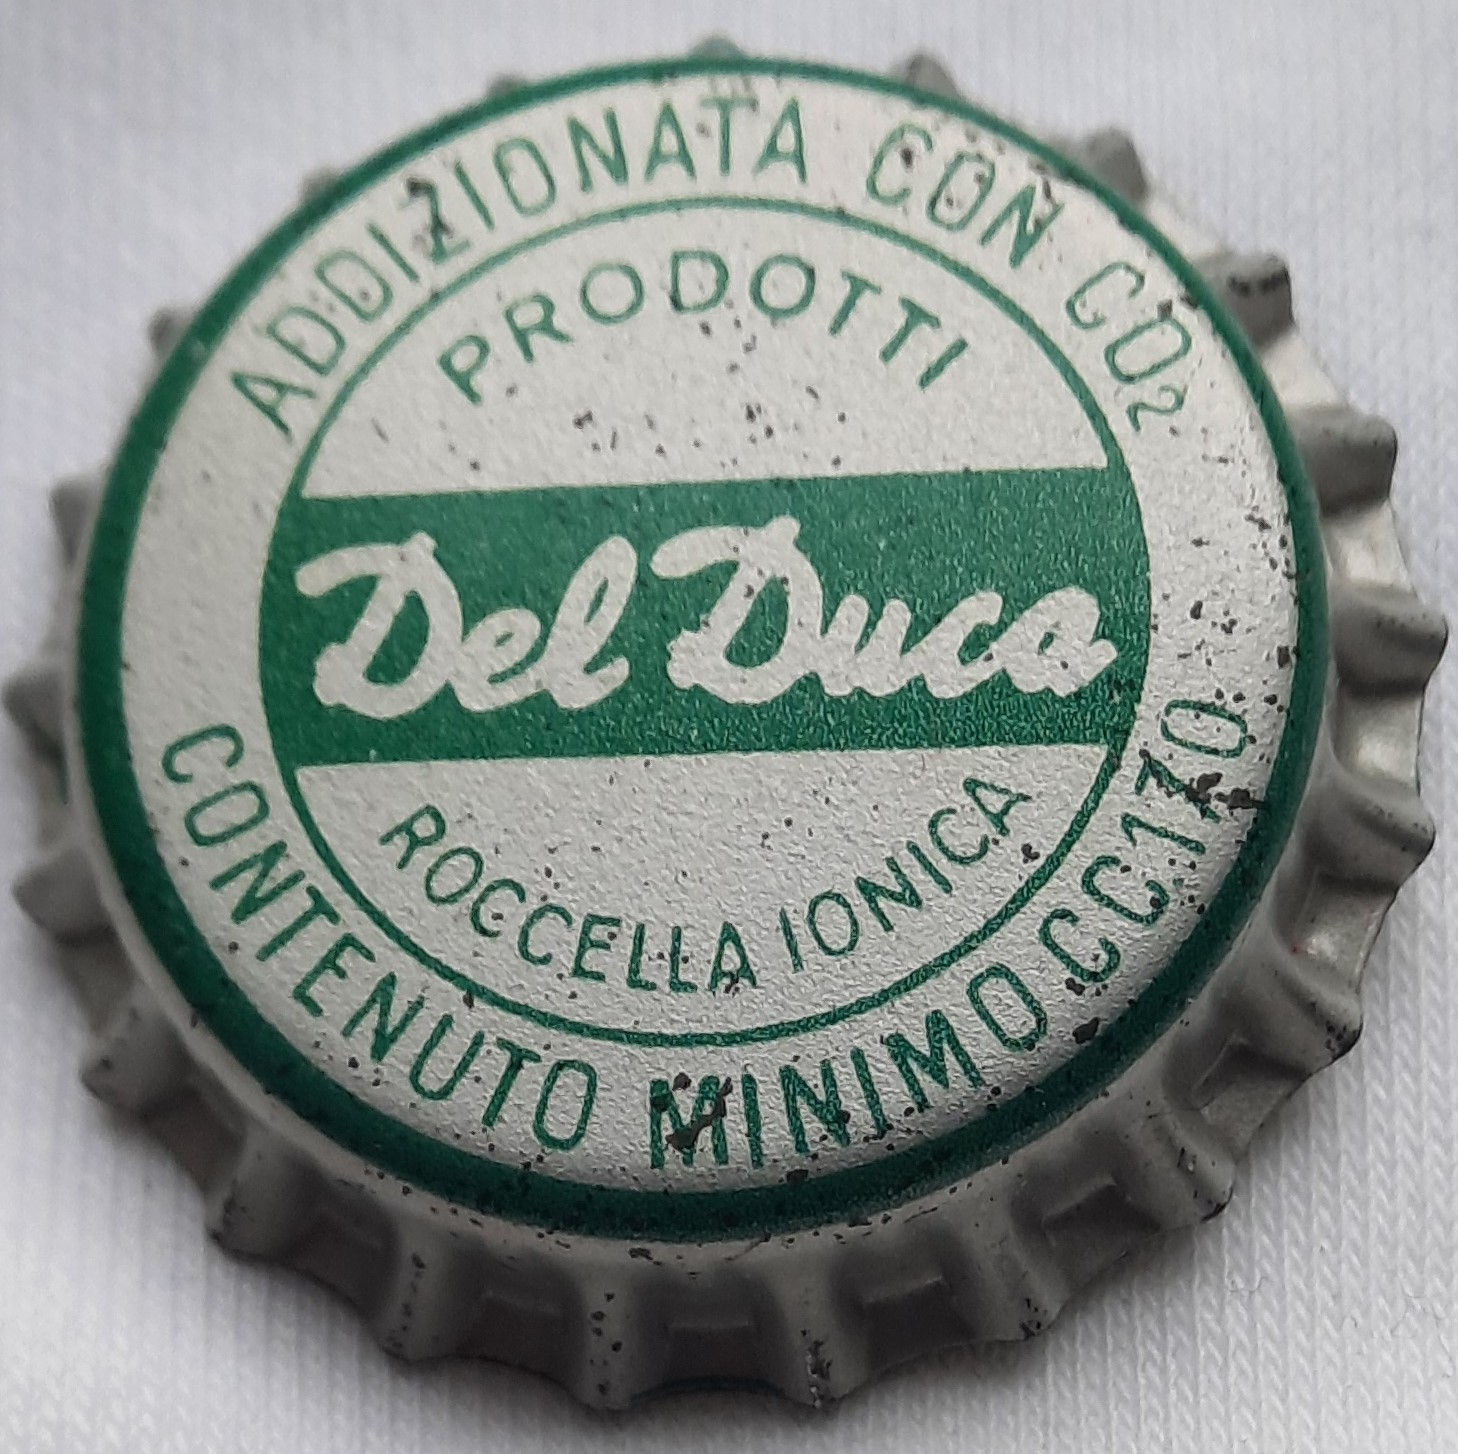 ADDIZIONATA CON CO2
PRODOTTI
Del Duca
ROCCELLA IONICA
CONTENUTO MINIMO CC170